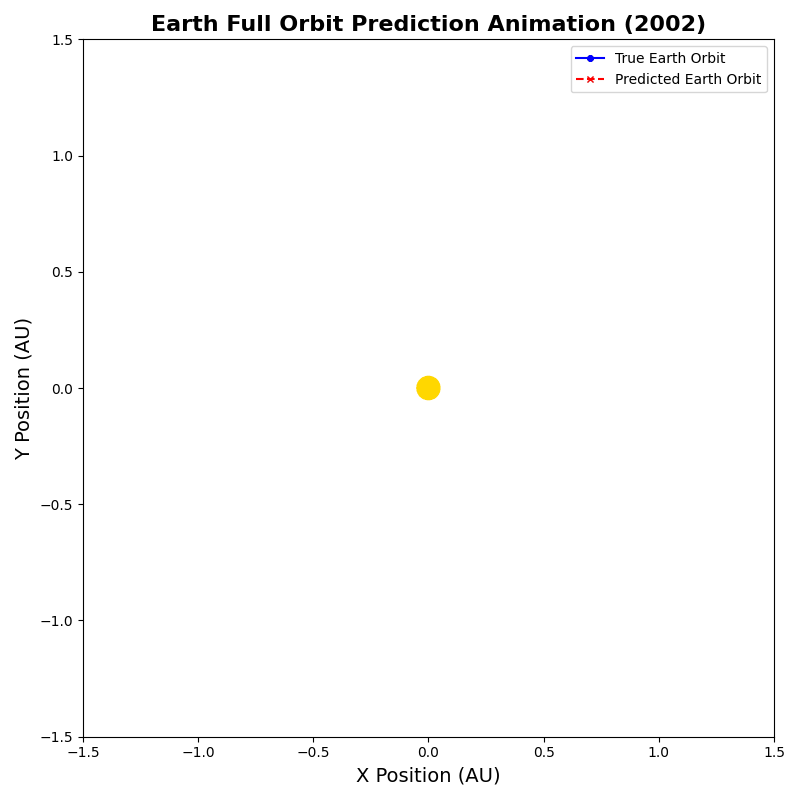 Earth Full Orbit Prediction Animation (2002)
True Earth Orbit
Predicted Earth Orbit
Y Position (AU)
1.5
1.0
0.5
0.0
−0.5
−1.0
−1.5
−1.5 −1.0 −0.5 0.0 0.5 1.0 1.5
X Position (AU)